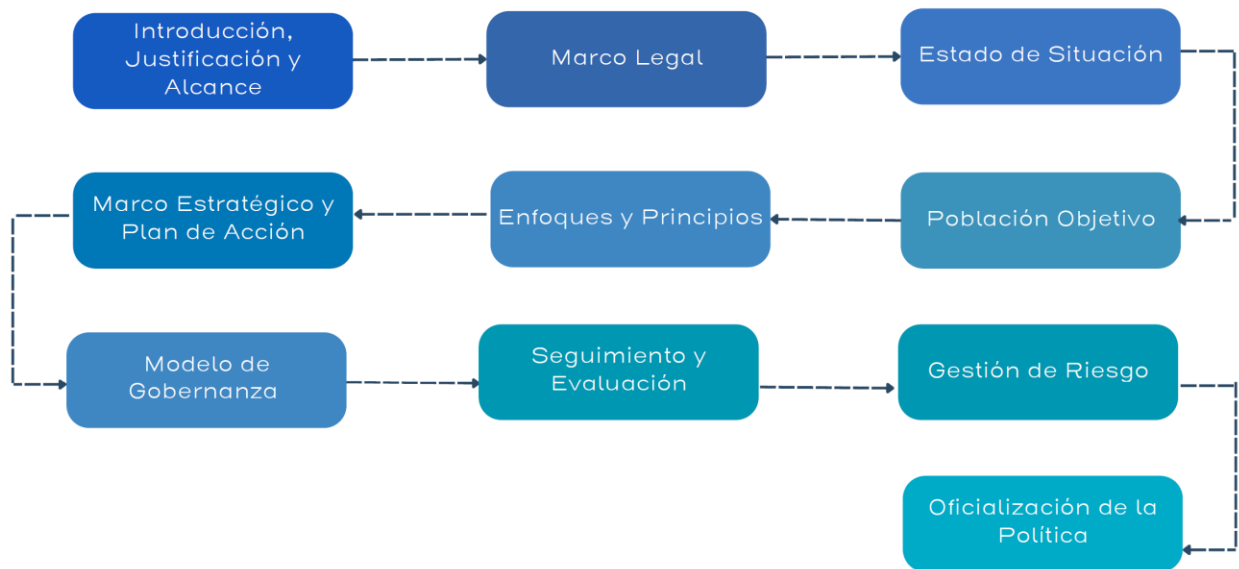 Introducción,
Justificación y
Alcance
Marco Legal
Estado de Situación
Población Objetivo
Enfoques y Principios
Marco Estratégico y
Plan de Acción
Modelo de
Gobernanza
Seguimiento y
Evaluación
Gestión de Riesgo
Oficialización de la
Política